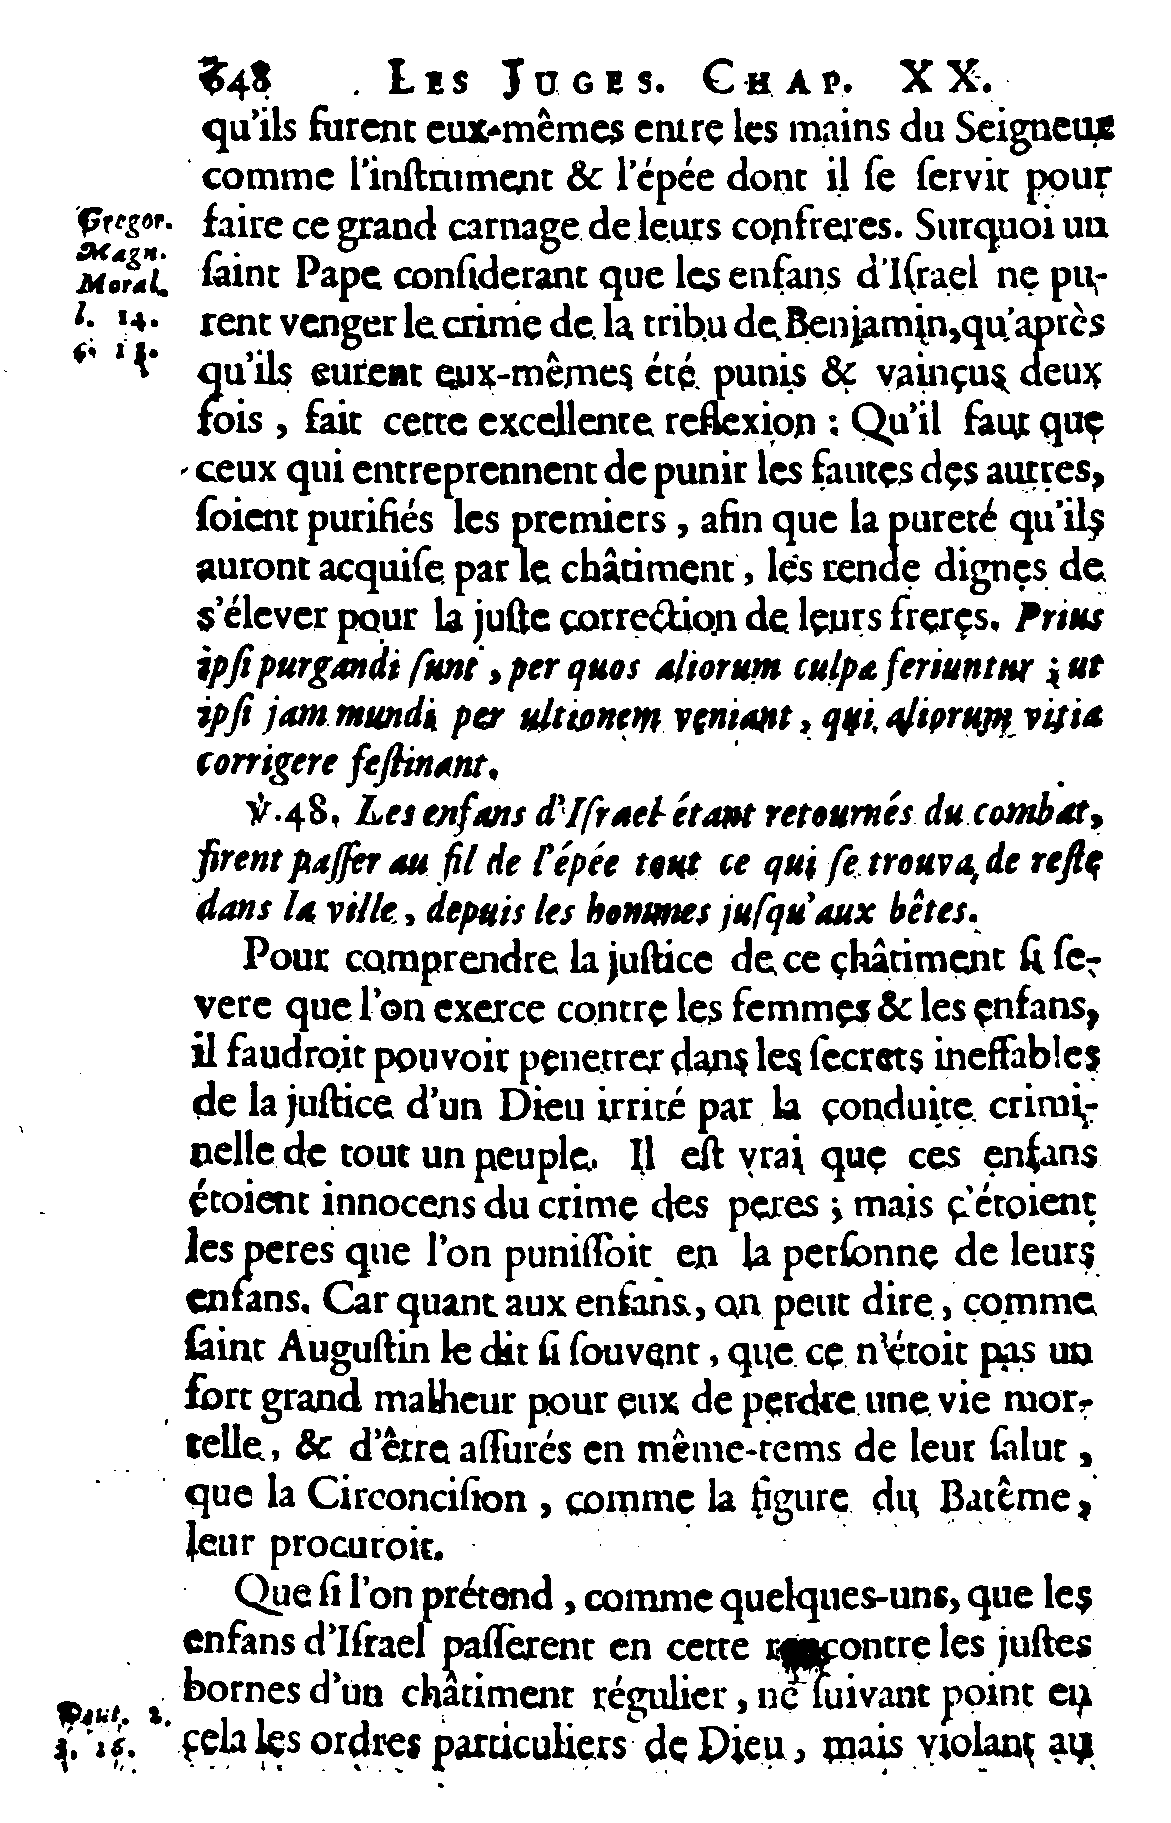 648 LES JUGES. CHAP. XX.
qu'ils furent eux-mêmes entre les mains du Seigneur
comme l'inſtrument & l'épée dont il ſe ſervit pour
Gregor. Magn. Moral. l. 14.
faire ce grand carnage de leurs confreres. Surquoi un
ſaint Pape conſiderant que les enfans d'Iſrael ne pu-
rent venger le crime de la tribu de Benjamin, qu'après
qu'ils eurent eux-mêmes été punis & vaincus deux
fois, fait cette excellente reflexion : Qu'il faut que
ceux qui entreprennent de punir les fautes des autres,
ſoient purifiés les premiers, afin que la pureté qu'ils
auront acquiſe par le châtiment, les rende dignes de
s'élever pour la juſte correction de leurs freres. Prius
ipſi purgandi ſunt, per quos aliorum culpa feriuntur ; ut
ipſi jam mundi per ultionem veniant, qui aliorum vitia
corrigere feſtinant.
℣. 48. Les enfans d'Iſrael étant retournés du combat,
firent paſſer au fil de l'épée tout ce qui ſe trouva de reſte
dans la ville, depuis les hommes juſqu'aux bêtes.
Pour comprendre la juſtice de ce châtiment ſi ſe-
vere que l'on exerce contre les femmes & les enfans,
il faudroit pouvoir penetrer dans les ſecrets ineffables
de la juſtice d'un Dieu irrité par la conduite crimi-
nelle de tout un peuple. Il eſt vrai que ces enfans
étoient innocens du crime des peres ; mais c'étoient
les peres que l'on puniſſoit en la perſonne de leurs
enfans. Car quant aux enfans, on peut dire, comme
ſaint Auguſtin le dit ſi ſouvent, que ce n'étoit pas un
fort grand malheur pour eux de perdre une vie mor-
telle, & d'être aſſurés en même-tems de leur ſalut,
que la Circonciſion, comme la figure du Batême,
leur procuroit.
Que ſi l'on prétend, comme quelques-uns, que les
enfans d'Iſrael paſſerent en cette rencontre les juſtes
bornes d'un châtiment régulier, ne ſuivant point en
cela les ordres particuliers de Dieu, mais violant au
Deut. 2.